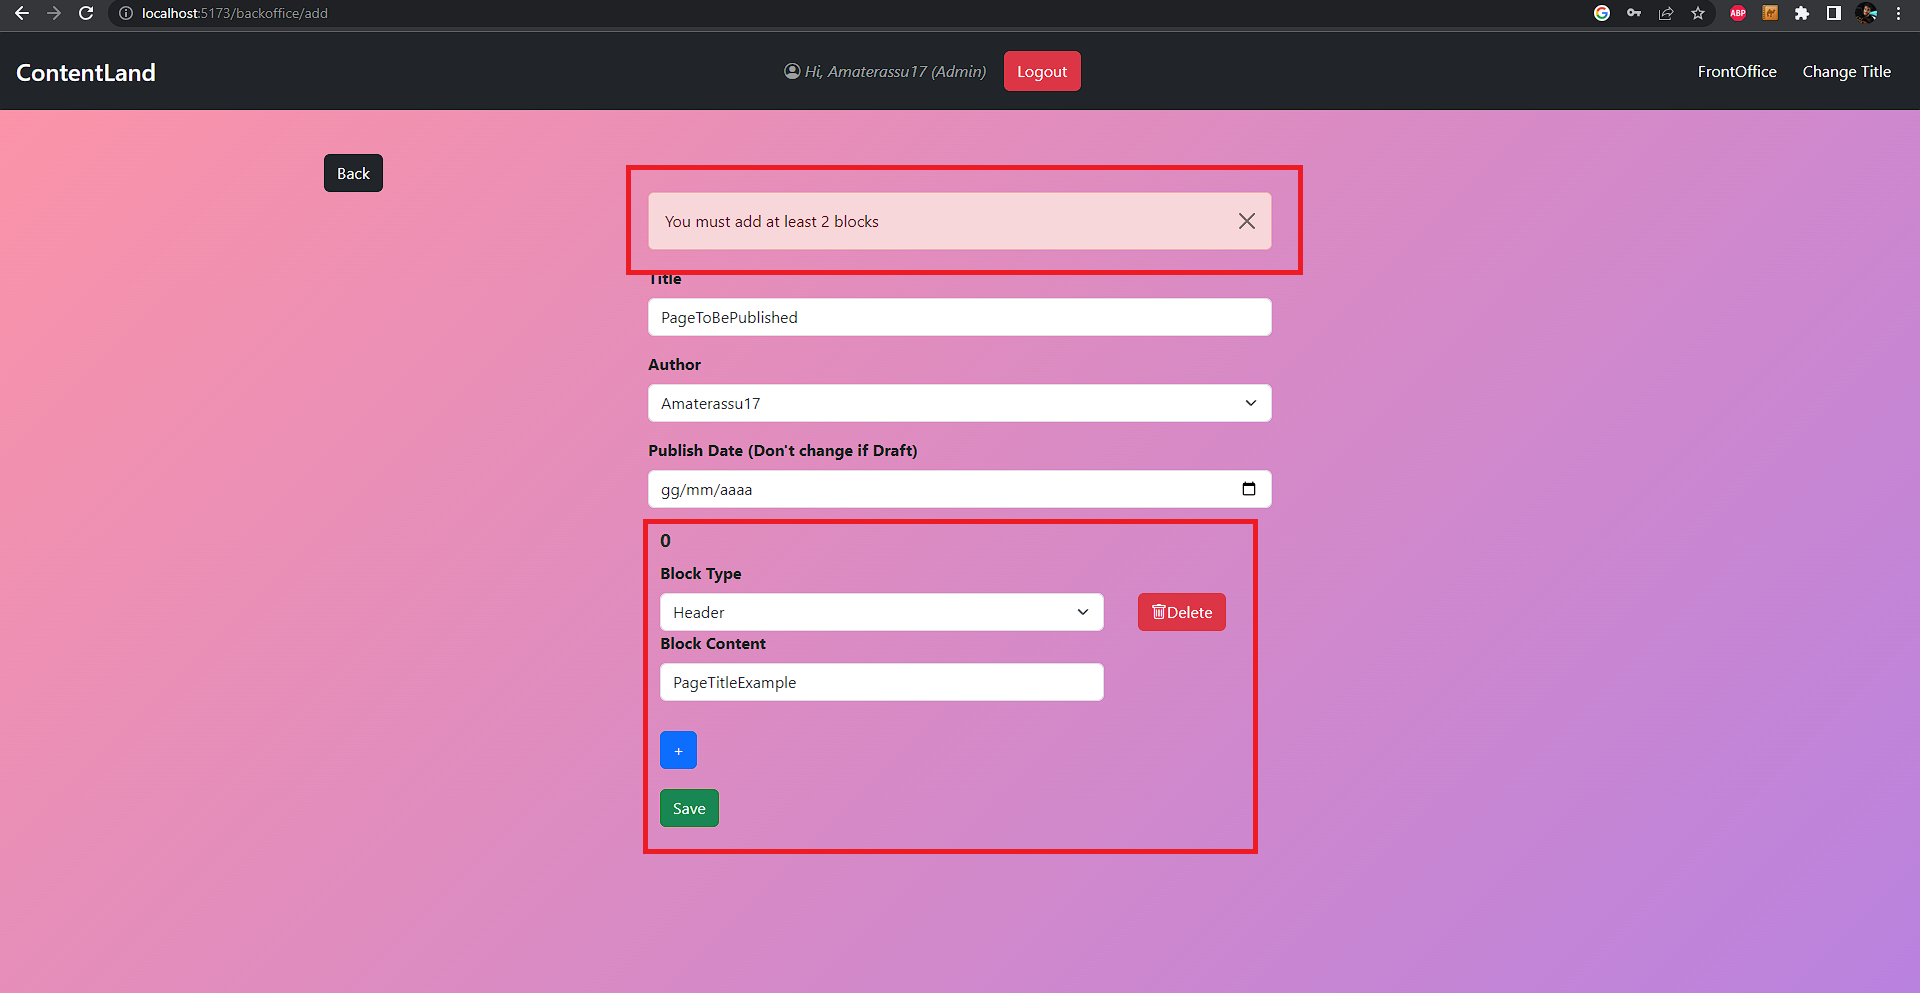 localhost:5173/backoffice/add
ABP
ContentLand
Hi, Amaterassu17 (Admin)
Logout
FrontOffice
Change Title
Back
You must add at least 2 blocks
Title
PageToBePublished
Author
Amaterassu17
Publish Date (Don't change if Draft)
gg/mm/aaaa
0
Block Type
Header
Delete
Block Content
PageTitleExample
+
Save